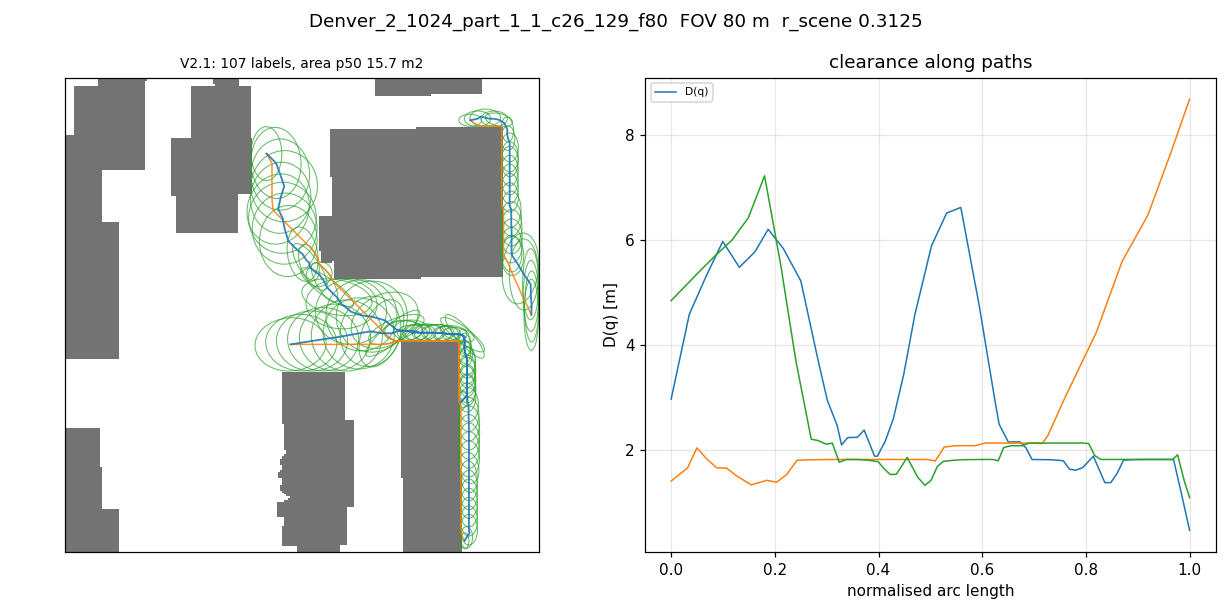 Denver_2_1024_part_1_1_c26_129_f80  FOV 80 m  r_scene 0.3125
V2.1: 107 labels, area p50 15.7 m2
clearance along paths
D(q)
D(q) [m]
8
6
4
2
0.0 0.2 0.4 0.6 0.8 1.0
normalised arc length